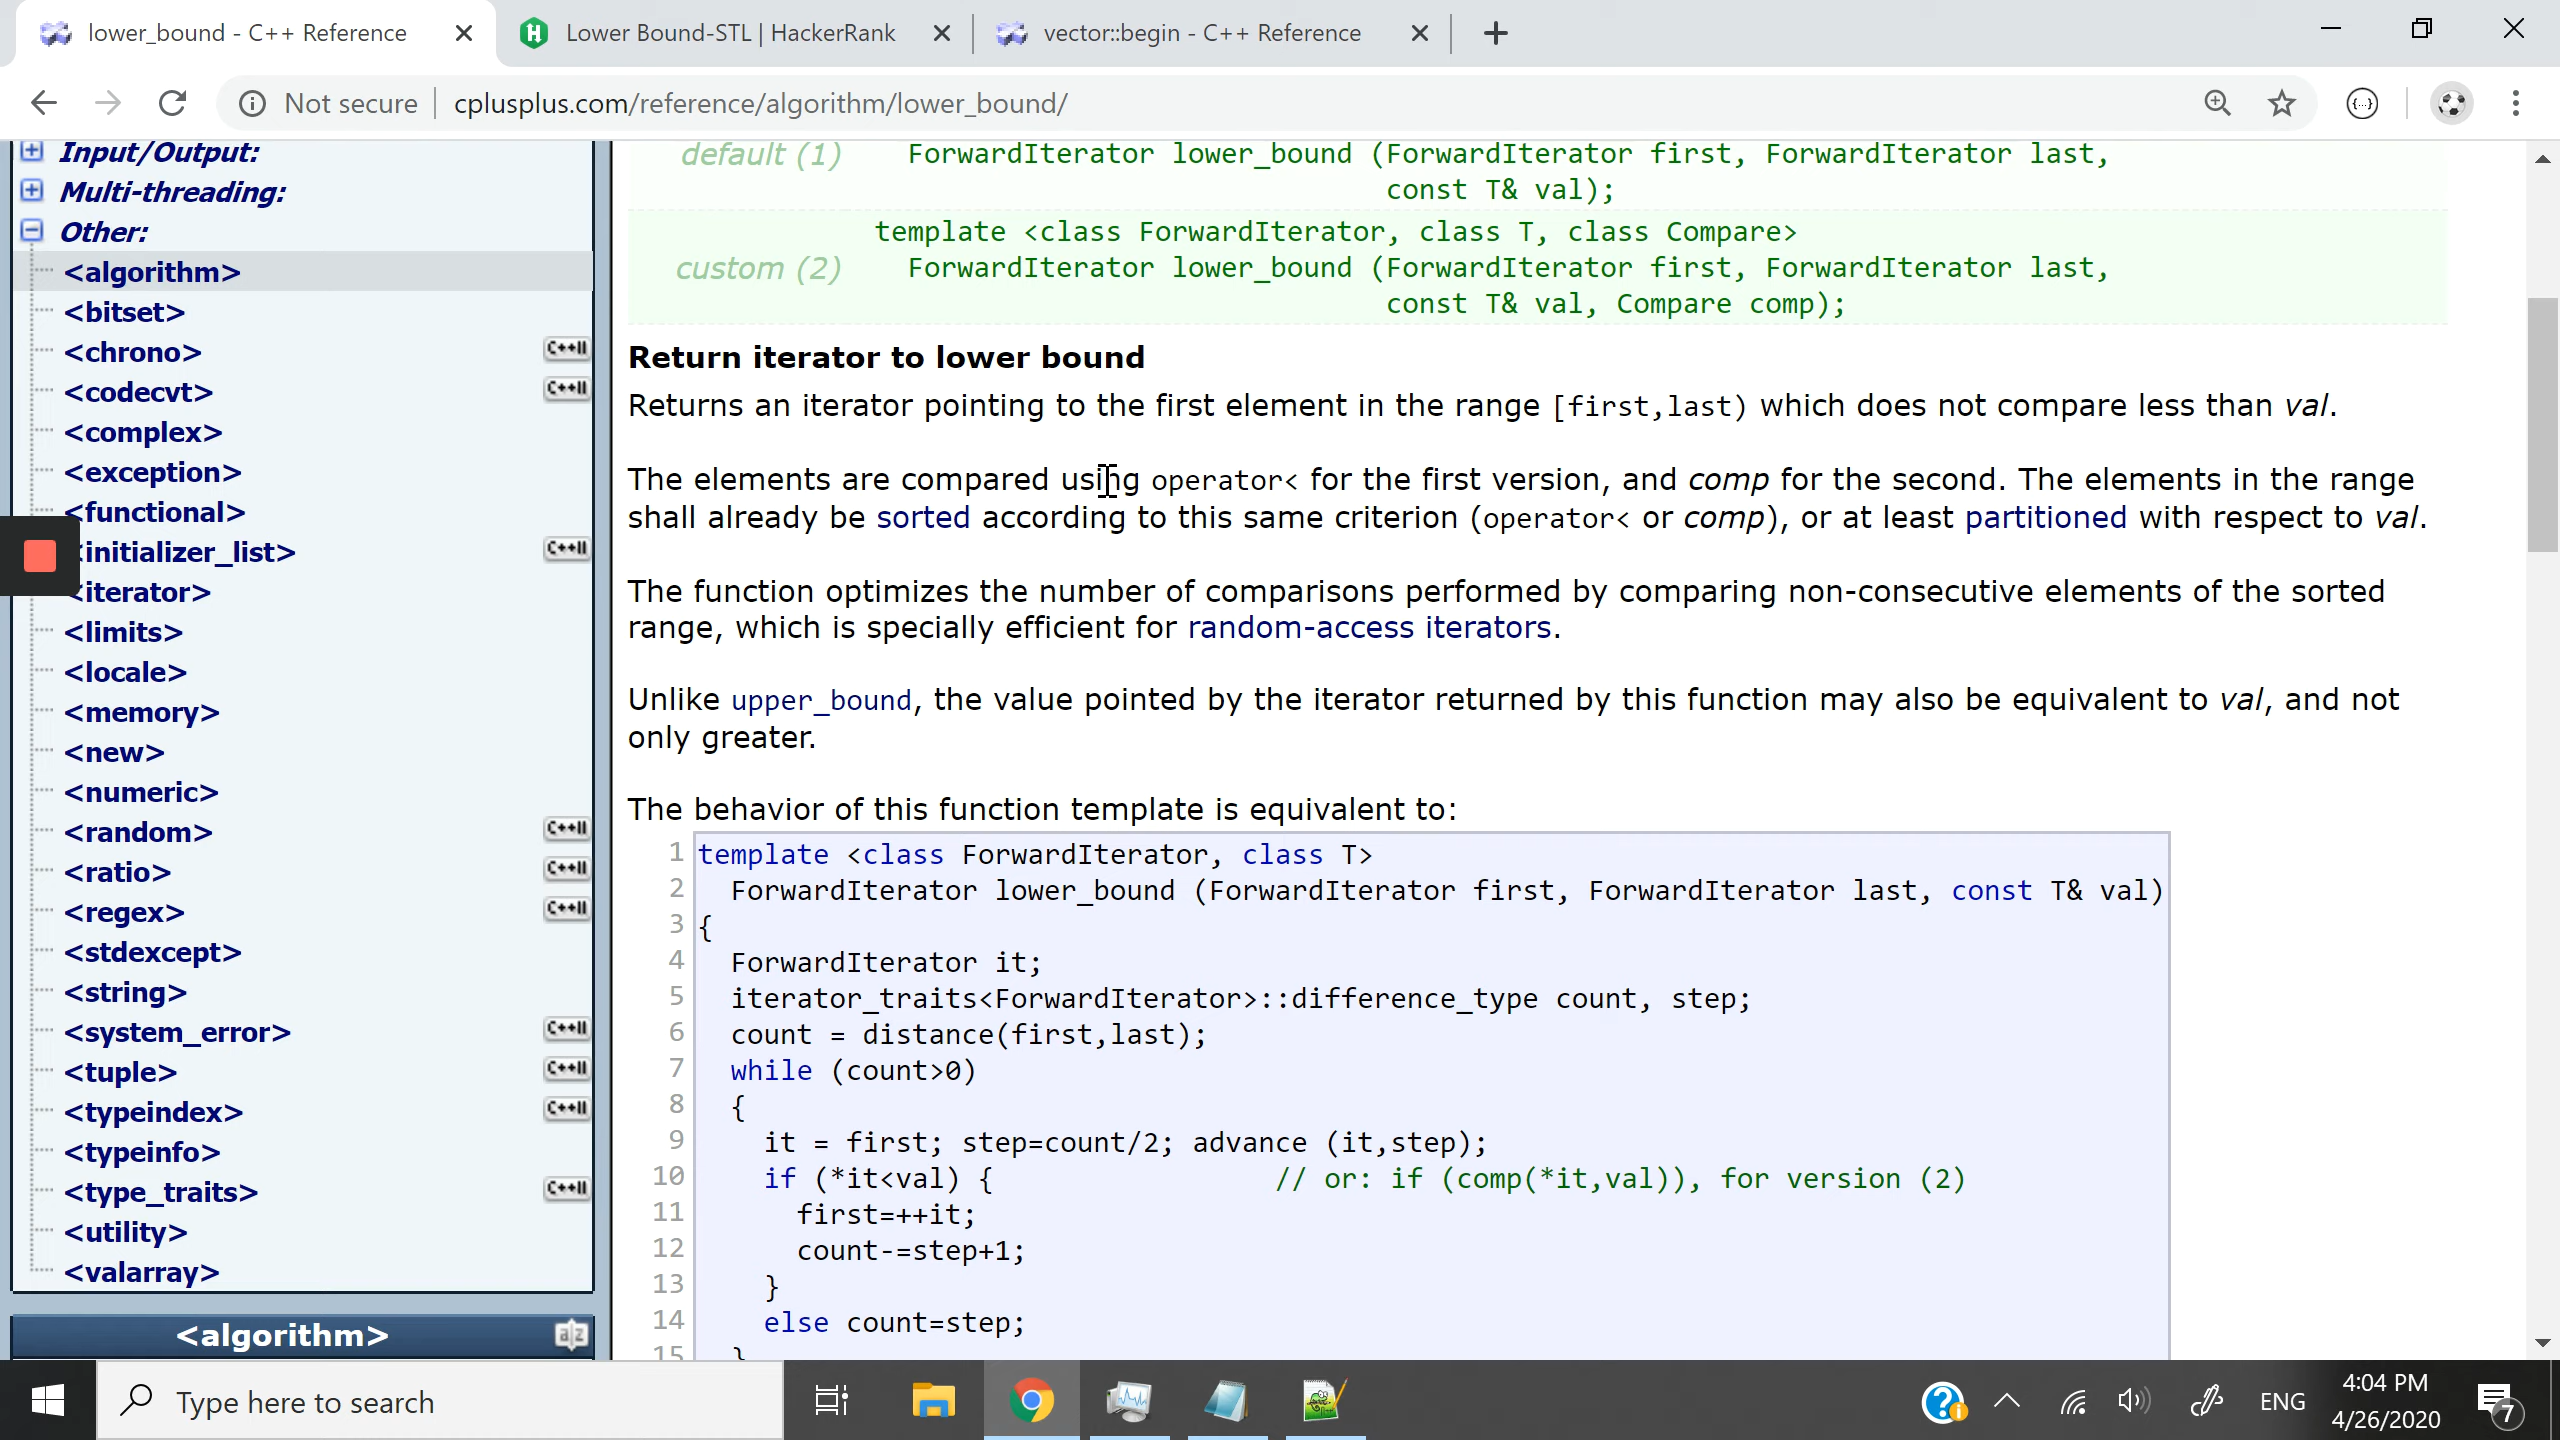 lower_bound - C++ Reference
Lower Bound-STL | HackerRank
vector::begin - C++ Reference
Not secure
cplusplus.com/reference/algorithm/lower_bound/
Input/Output:
Multi-threading:
Other:
<algorithm>
<bitset>
<chrono> C++11
<codecvt> C++11
<complex>
<exception>
<functional>
<initializer_list> C++11
<iterator>
<limits>
<locale>
<memory>
<new>
<numeric>
<random> C++11
<ratio> C++11
<regex> C++11
<stdexcept>
<string>
<system_error> C++11
<tuple> C++11
<typeindex> C++11
<typeinfo>
<type_traits> C++11
<utility>
<valarray>
<algorithm>
default (1) ForwardIterator lower_bound (ForwardIterator first, ForwardIterator last,
const T& val);
template <class ForwardIterator, class T, class Compare>
custom (2) ForwardIterator lower_bound (ForwardIterator first, ForwardIterator last,
const T& val, Compare comp);
Return iterator to lower bound
Returns an iterator pointing to the first element in the range [first,last) which does not compare less than val.
The elements are compared using operator< for the first version, and comp for the second. The elements in the range
shall already be sorted according to this same criterion (operator< or comp), or at least partitioned with respect to val.
The function optimizes the number of comparisons performed by comparing non-consecutive elements of the sorted
range, which is specially efficient for random-access iterators.
Unlike upper_bound, the value pointed by the iterator returned by this function may also be equivalent to val, and not
only greater.
The behavior of this function template is equivalent to:
1 template <class ForwardIterator, class T>
2 ForwardIterator lower_bound (ForwardIterator first, ForwardIterator last, const T& val)
3 {
4 ForwardIterator it;
5 iterator_traits<ForwardIterator>::difference_type count, step;
6 count = distance(first,last);
7 while (count>0)
8 {
9 it = first; step=count/2; advance (it,step);
10 if (*it<val) { // or: if (comp(*it,val)), for version (2)
11 first=++it;
12 count-=step+1;
13 }
14 else count=step;
15 }
Type here to search
ENG
4:04 PM
4/26/2020
7